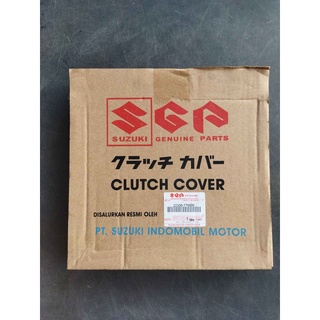 SGP
SUZUKI GENUINE PARTS
クラッチ カバー
CLUTCH COVER
DISALURKAN RESMI OLEH
PT. SUZUKI INDOMOBIL MOTOR
SGP